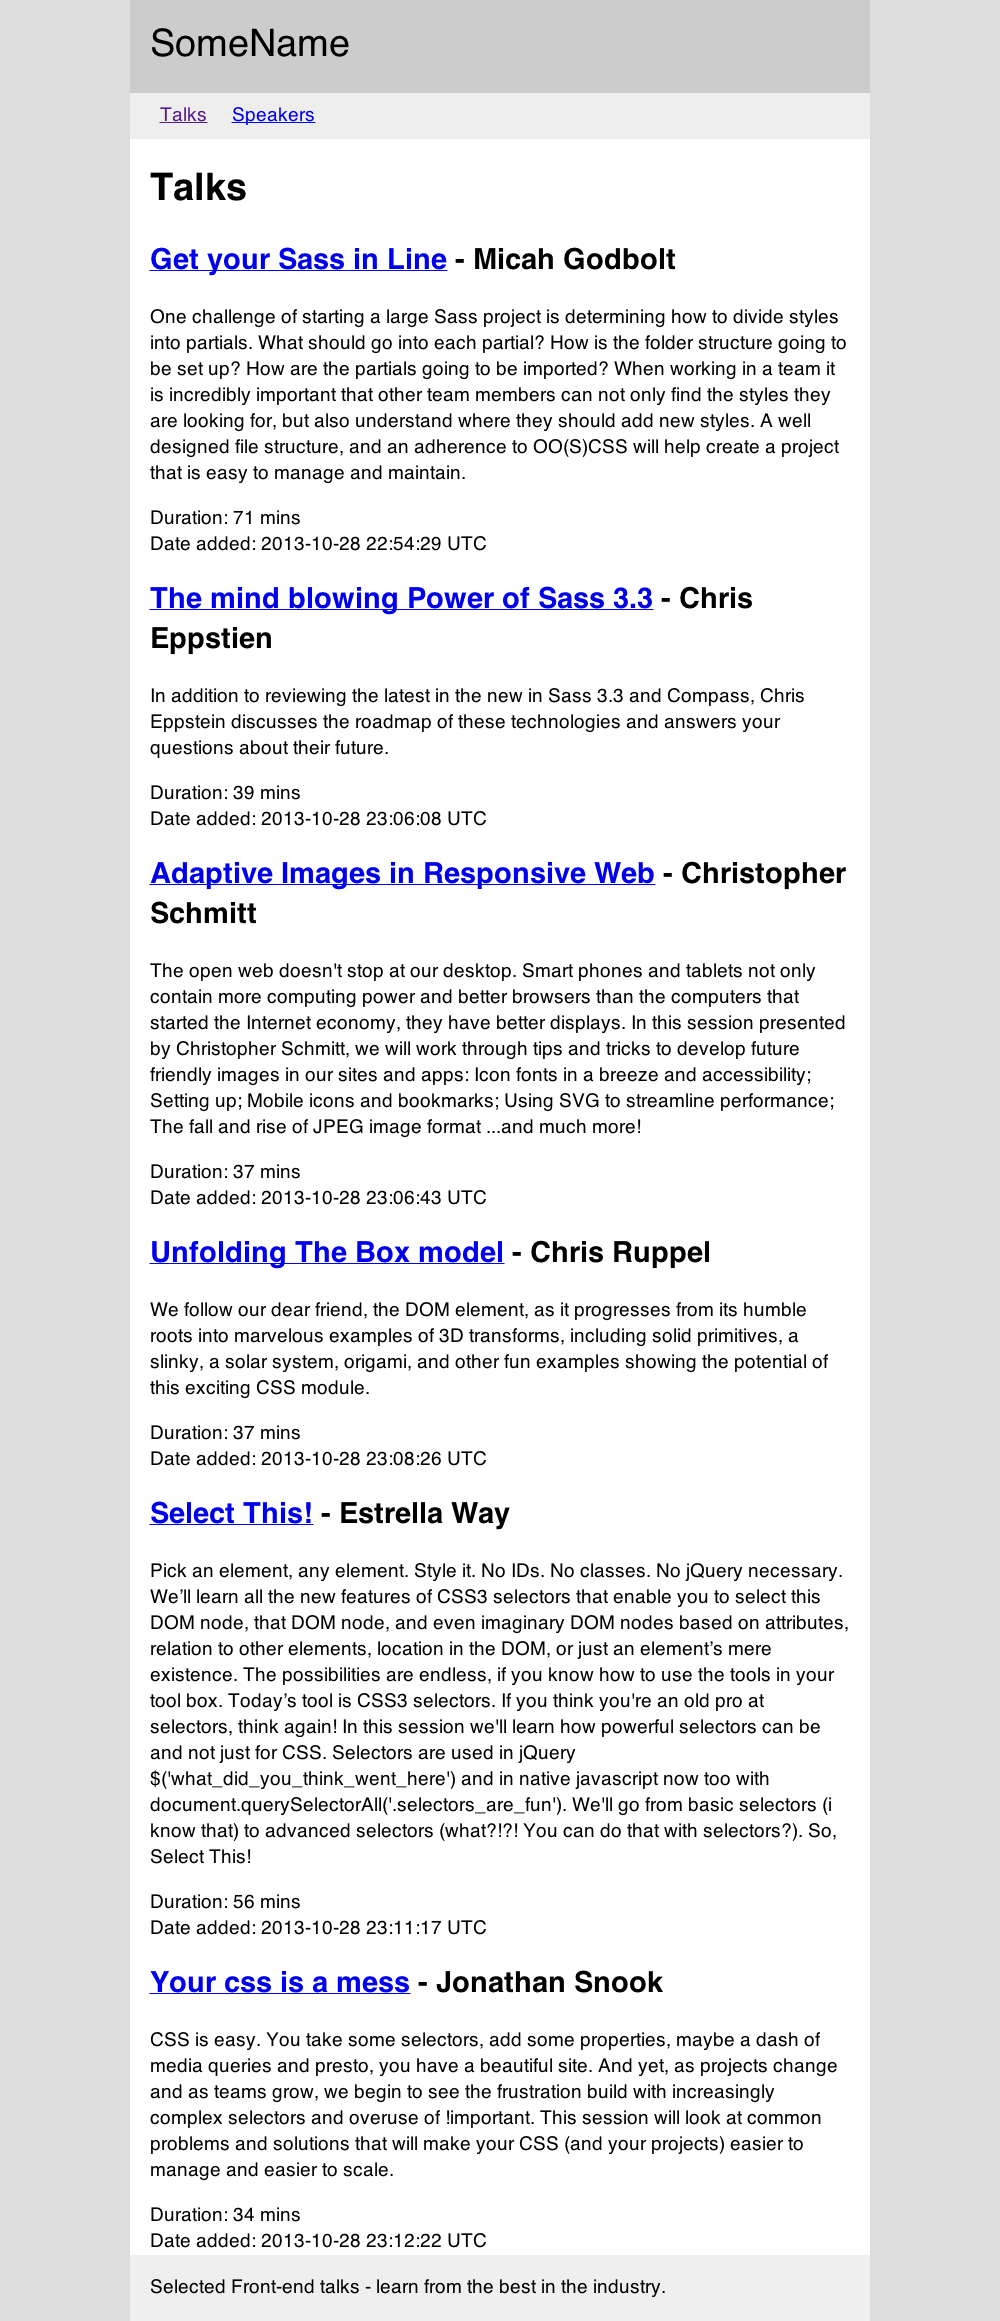 SomeName
Talks Speakers
Talks
Get your Sass in Line - Micah Godbolt
One challenge of starting a large Sass project is determining how to divide styles
into partials. What should go into each partial? How is the folder structure going to
be set up? How are the partials going to be imported? When working in a team it
is incredibly important that other team members can not only find the styles they
are looking for, but also understand where they should add new styles. A well
designed file structure, and an adherence to OO(S)CSS will help create a project
that is easy to manage and maintain.
Duration: 71 mins
Date added: 2013-10-28 22:54:29 UTC
The mind blowing Power of Sass 3.3 - Chris
Eppstien
In addition to reviewing the latest in the new in Sass 3.3 and Compass, Chris
Eppstein discusses the roadmap of these technologies and answers your
questions about their future.
Duration: 39 mins
Date added: 2013-10-28 23:06:08 UTC
Adaptive Images in Responsive Web - Christopher
Schmitt
The open web doesn't stop at our desktop. Smart phones and tablets not only
contain more computing power and better browsers than the computers that
started the Internet economy, they have better displays. In this session presented
by Christopher Schmitt, we will work through tips and tricks to develop future
friendly images in our sites and apps: Icon fonts in a breeze and accessibility;
Setting up; Mobile icons and bookmarks; Using SVG to streamline performance;
The fall and rise of JPEG image format ...and much more!
Duration: 37 mins
Date added: 2013-10-28 23:06:43 UTC
Unfolding The Box model - Chris Ruppel
We follow our dear friend, the DOM element, as it progresses from its humble
roots into marvelous examples of 3D transforms, including solid primitives, a
slinky, a solar system, origami, and other fun examples showing the potential of
this exciting CSS module.
Duration: 37 mins
Date added: 2013-10-28 23:08:26 UTC
Select This! - Estrella Way
Pick an element, any element. Style it. No IDs. No classes. No jQuery necessary.
We’ll learn all the new features of CSS3 selectors that enable you to select this
DOM node, that DOM node, and even imaginary DOM nodes based on attributes,
relation to other elements, location in the DOM, or just an element’s mere
existence. The possibilities are endless, if you know how to use the tools in your
tool box. Today’s tool is CSS3 selectors. If you think you're an old pro at
selectors, think again! In this session we'll learn how powerful selectors can be
and not just for CSS. Selectors are used in jQuery
$('what_did_you_think_went_here') and in native javascript now too with
document.querySelectorAll('.selectors_are_fun'). We'll go from basic selectors (i
know that) to advanced selectors (what?!?! You can do that with selectors?). So,
Select This!
Duration: 56 mins
Date added: 2013-10-28 23:11:17 UTC
Your css is a mess - Jonathan Snook
CSS is easy. You take some selectors, add some properties, maybe a dash of
media queries and presto, you have a beautiful site. And yet, as projects change
and as teams grow, we begin to see the frustration build with increasingly
complex selectors and overuse of !important. This session will look at common
problems and solutions that will make your CSS (and your projects) easier to
manage and easier to scale.
Duration: 34 mins
Date added: 2013-10-28 23:12:22 UTC
Selected Front-end talks - learn from the best in the industry.